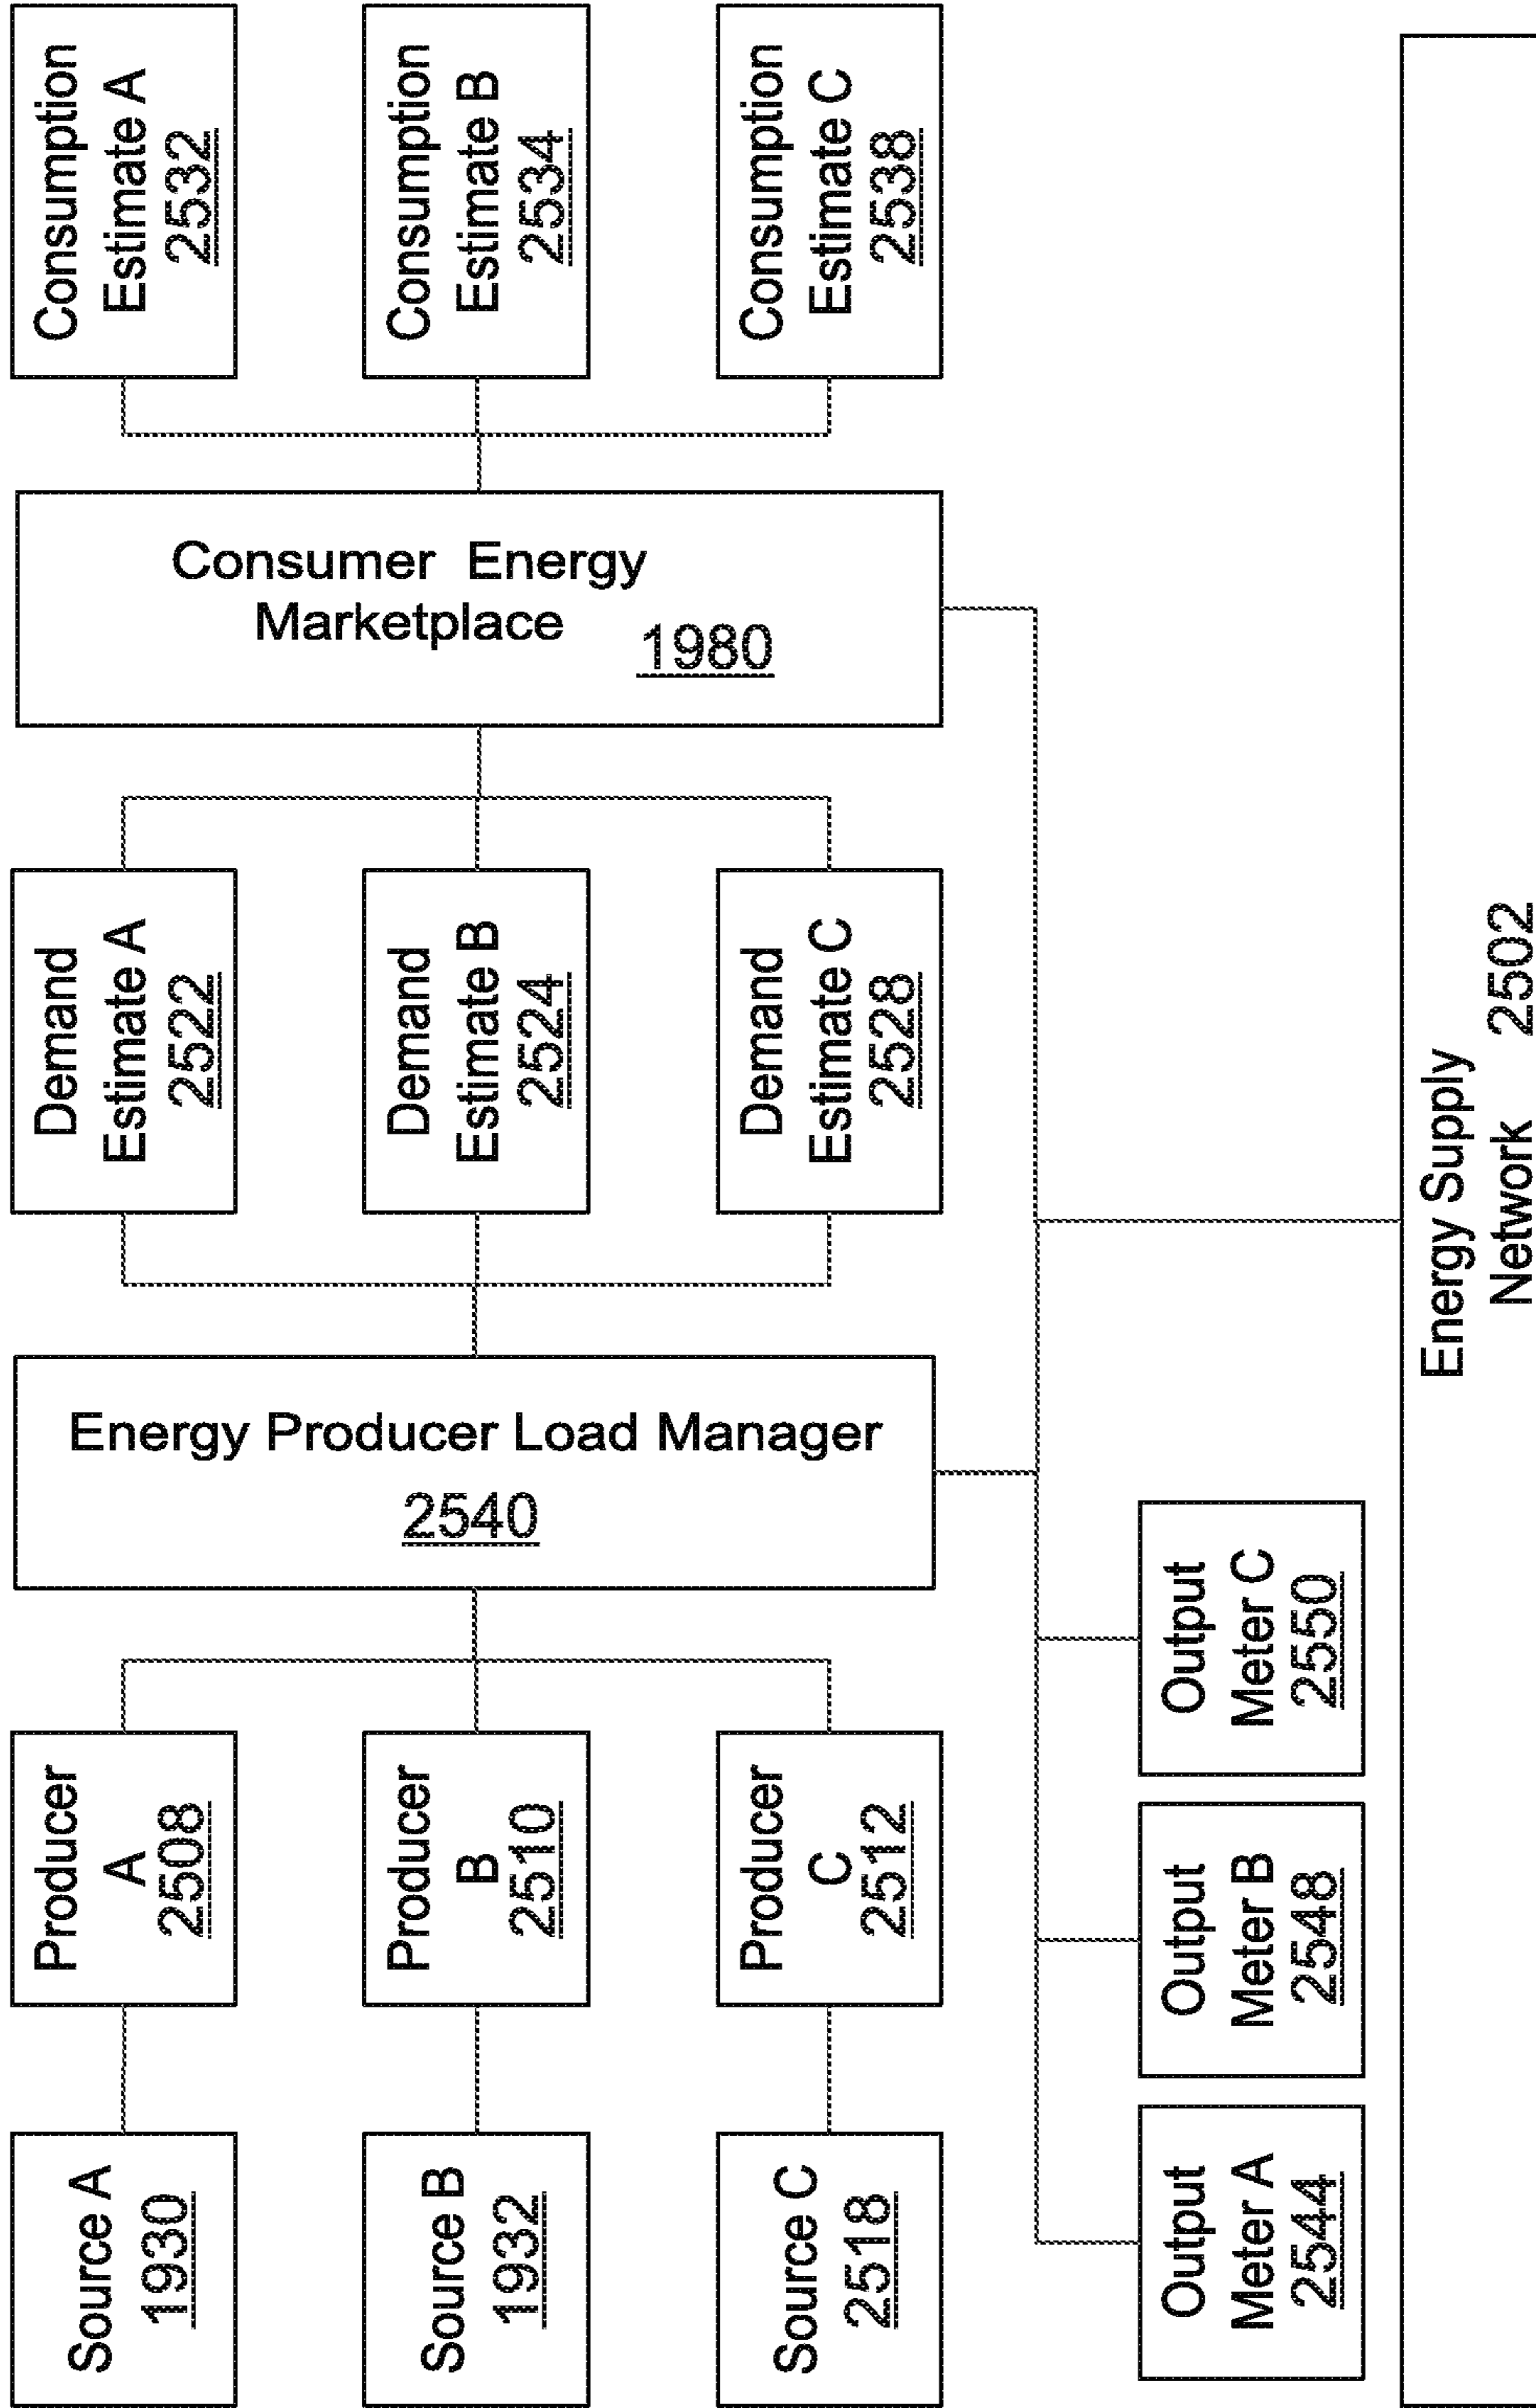 Source A
1930
Producer
A
2508
Energy Producer Load Manager
2540
Demand
Estimate A
2522
Consumer Energy
Marketplace
1980
Consumption
Estimate A
2532
Source B
1932
Producer
B
2510
Demand
Estimate B
2524
Consumption
Estimate B
2534
Source C
2518
Producer
C
2512
Demand
Estimate C
2528
Consumption
Estimate C
2538
Output
Meter A
2544
Output
Meter B
2548
Output
Meter C
2550
Energy Supply
Network 2502